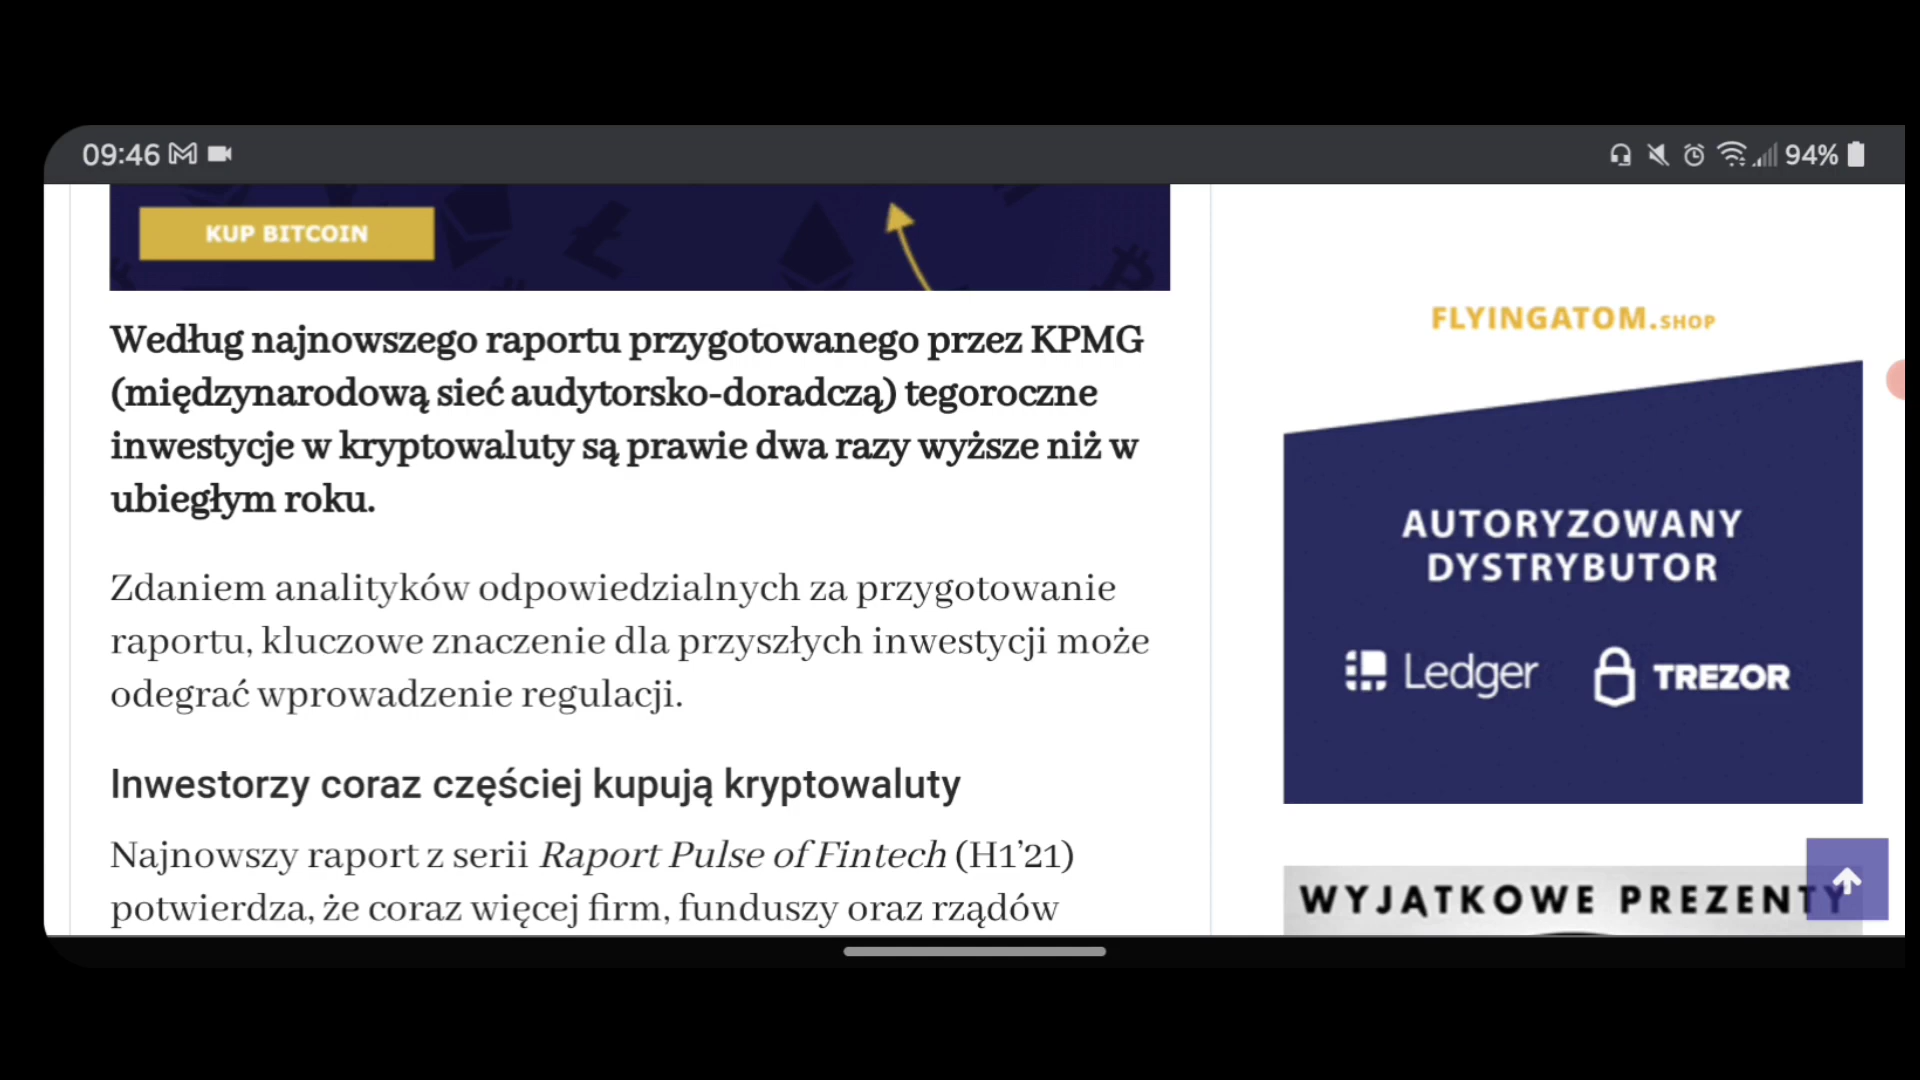 09:46
94%
KUP BITCOIN
Według najnowszego raportu przygotowanego przez KPMG
(międzynarodową sieć audytorsko-doradczą) tegoroczne
inwestycje w kryptowaluty są prawie dwa razy wyższe niż w
ubiegłym roku.
Zdaniem analityków odpowiedzialnych za przygotowanie
raportu, kluczowe znaczenie dla przyszłych inwestycji może
odegrać wprowadzenie regulacji.
Inwestorzy coraz częściej kupują kryptowaluty
Najnowszy raport z serii Raport Pulse of Fintech (H1’21)
potwierdza, że coraz więcej firm, funduszy oraz rządów
FLYINGATOM.SHOP
AUTORYZOWANY
DYSTRYBUTOR
Ledger TREZOR
WYJĄTKOWE PREZENTY